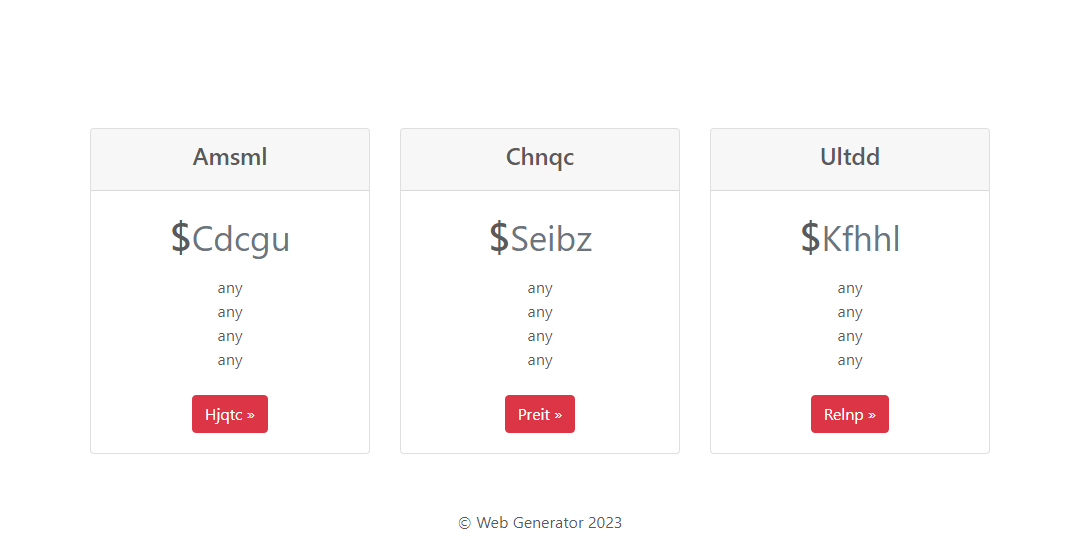 Amsml
$Cdcgu
any
any
any
any
Hjqtc »
Chnqc
$Seibz
any
any
any
any
Preit »
Ultdd
$Kfhhl
any
any
any
any
Relnp »
© Web Generator 2023